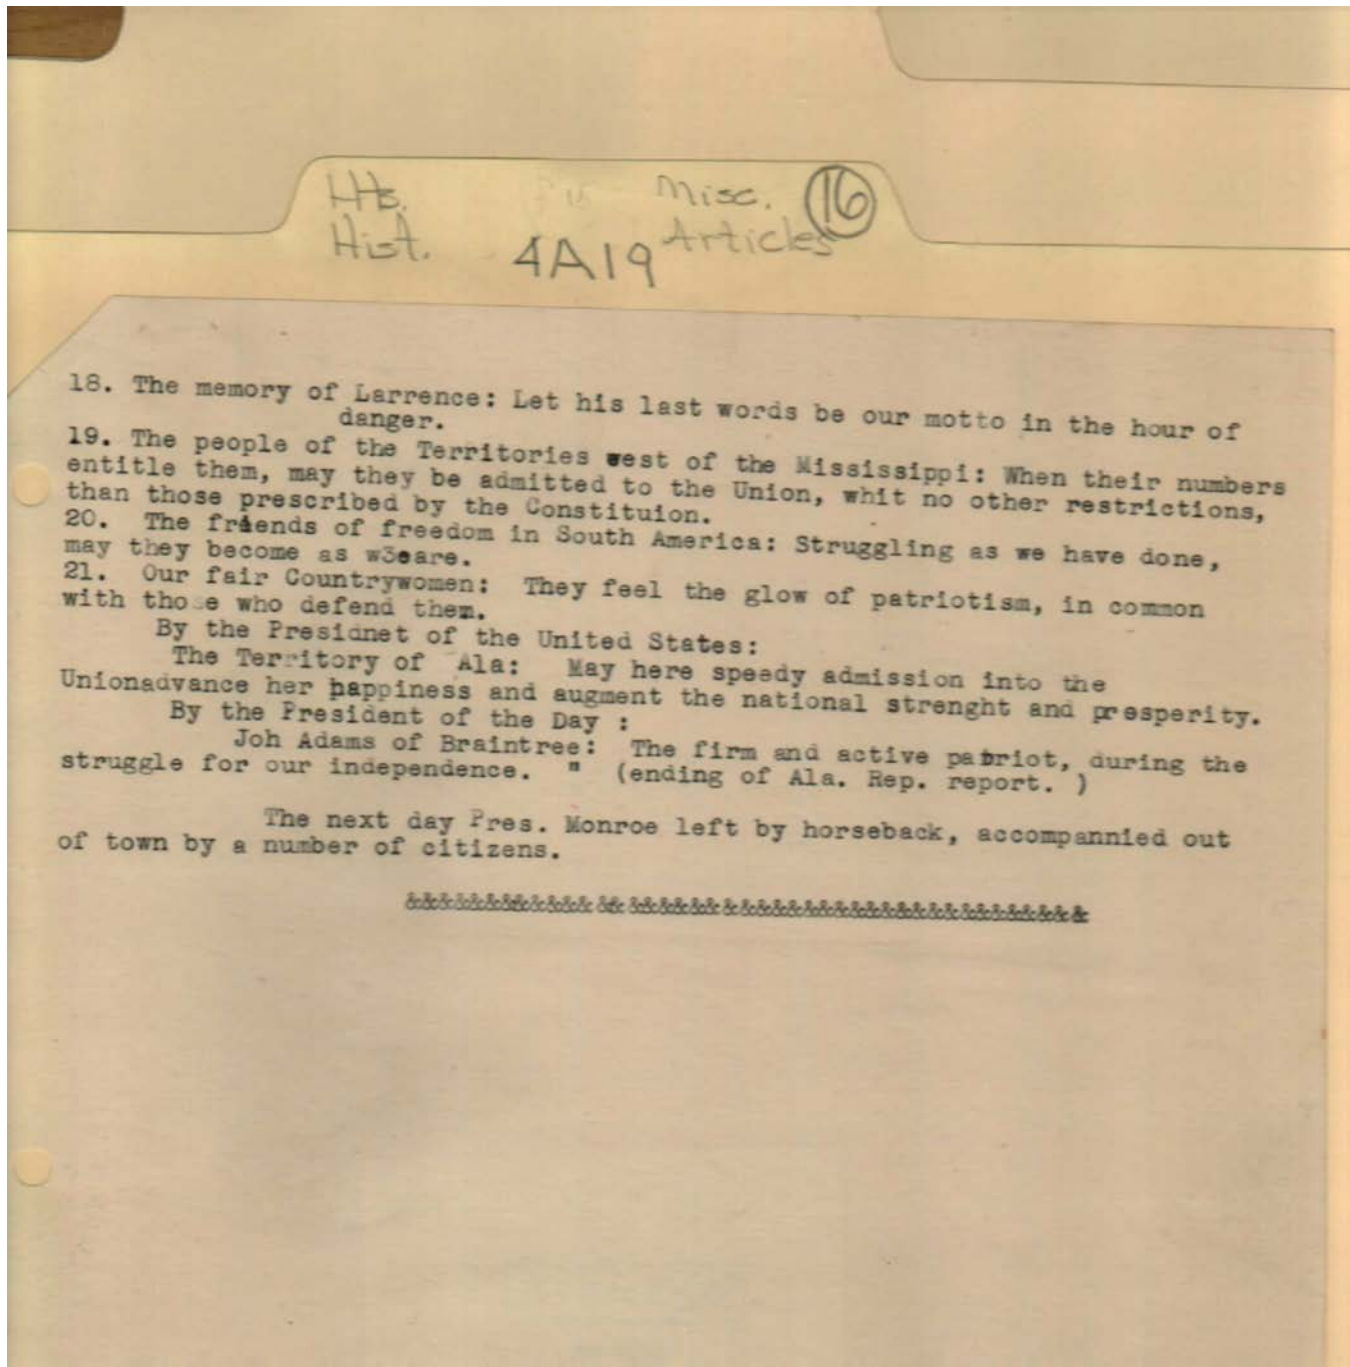 Hts. Misc. 16
Hist. 4A19 Articles
18. The memory of Larrence: Let his last words be our motto in the hour of
danger.
19. The people of the Territories west of the Mississippi: When their numbers
entitle them, may they be admitted to the Union, whit no other restrictions,
than those prescribed by the Constituion.
20. The friends of freedom in South America: Struggling as we have done,
may they become as w3eare.
21. Our fair Countrywomen: They feel the glow of patriotism, in common
with those who defend them.
By the Presidnet of the United States:
The Territory of Ala: May here speedy admission into the
Unionadvance her happiness and augment the national strenght and prosperity.
By the President of the Day :
Joh Adams of Braintree: The firm and active patriot, during the
struggle for our independence. " (ending of Ala. Rep. report. )
The next day Pres. Monroe left by horseback, accompannied out
of town by a number of citizens.
&&&&&&&&&&&& && &&&&&& &&&&&&&&&&&&&&&&&&&&&&&&